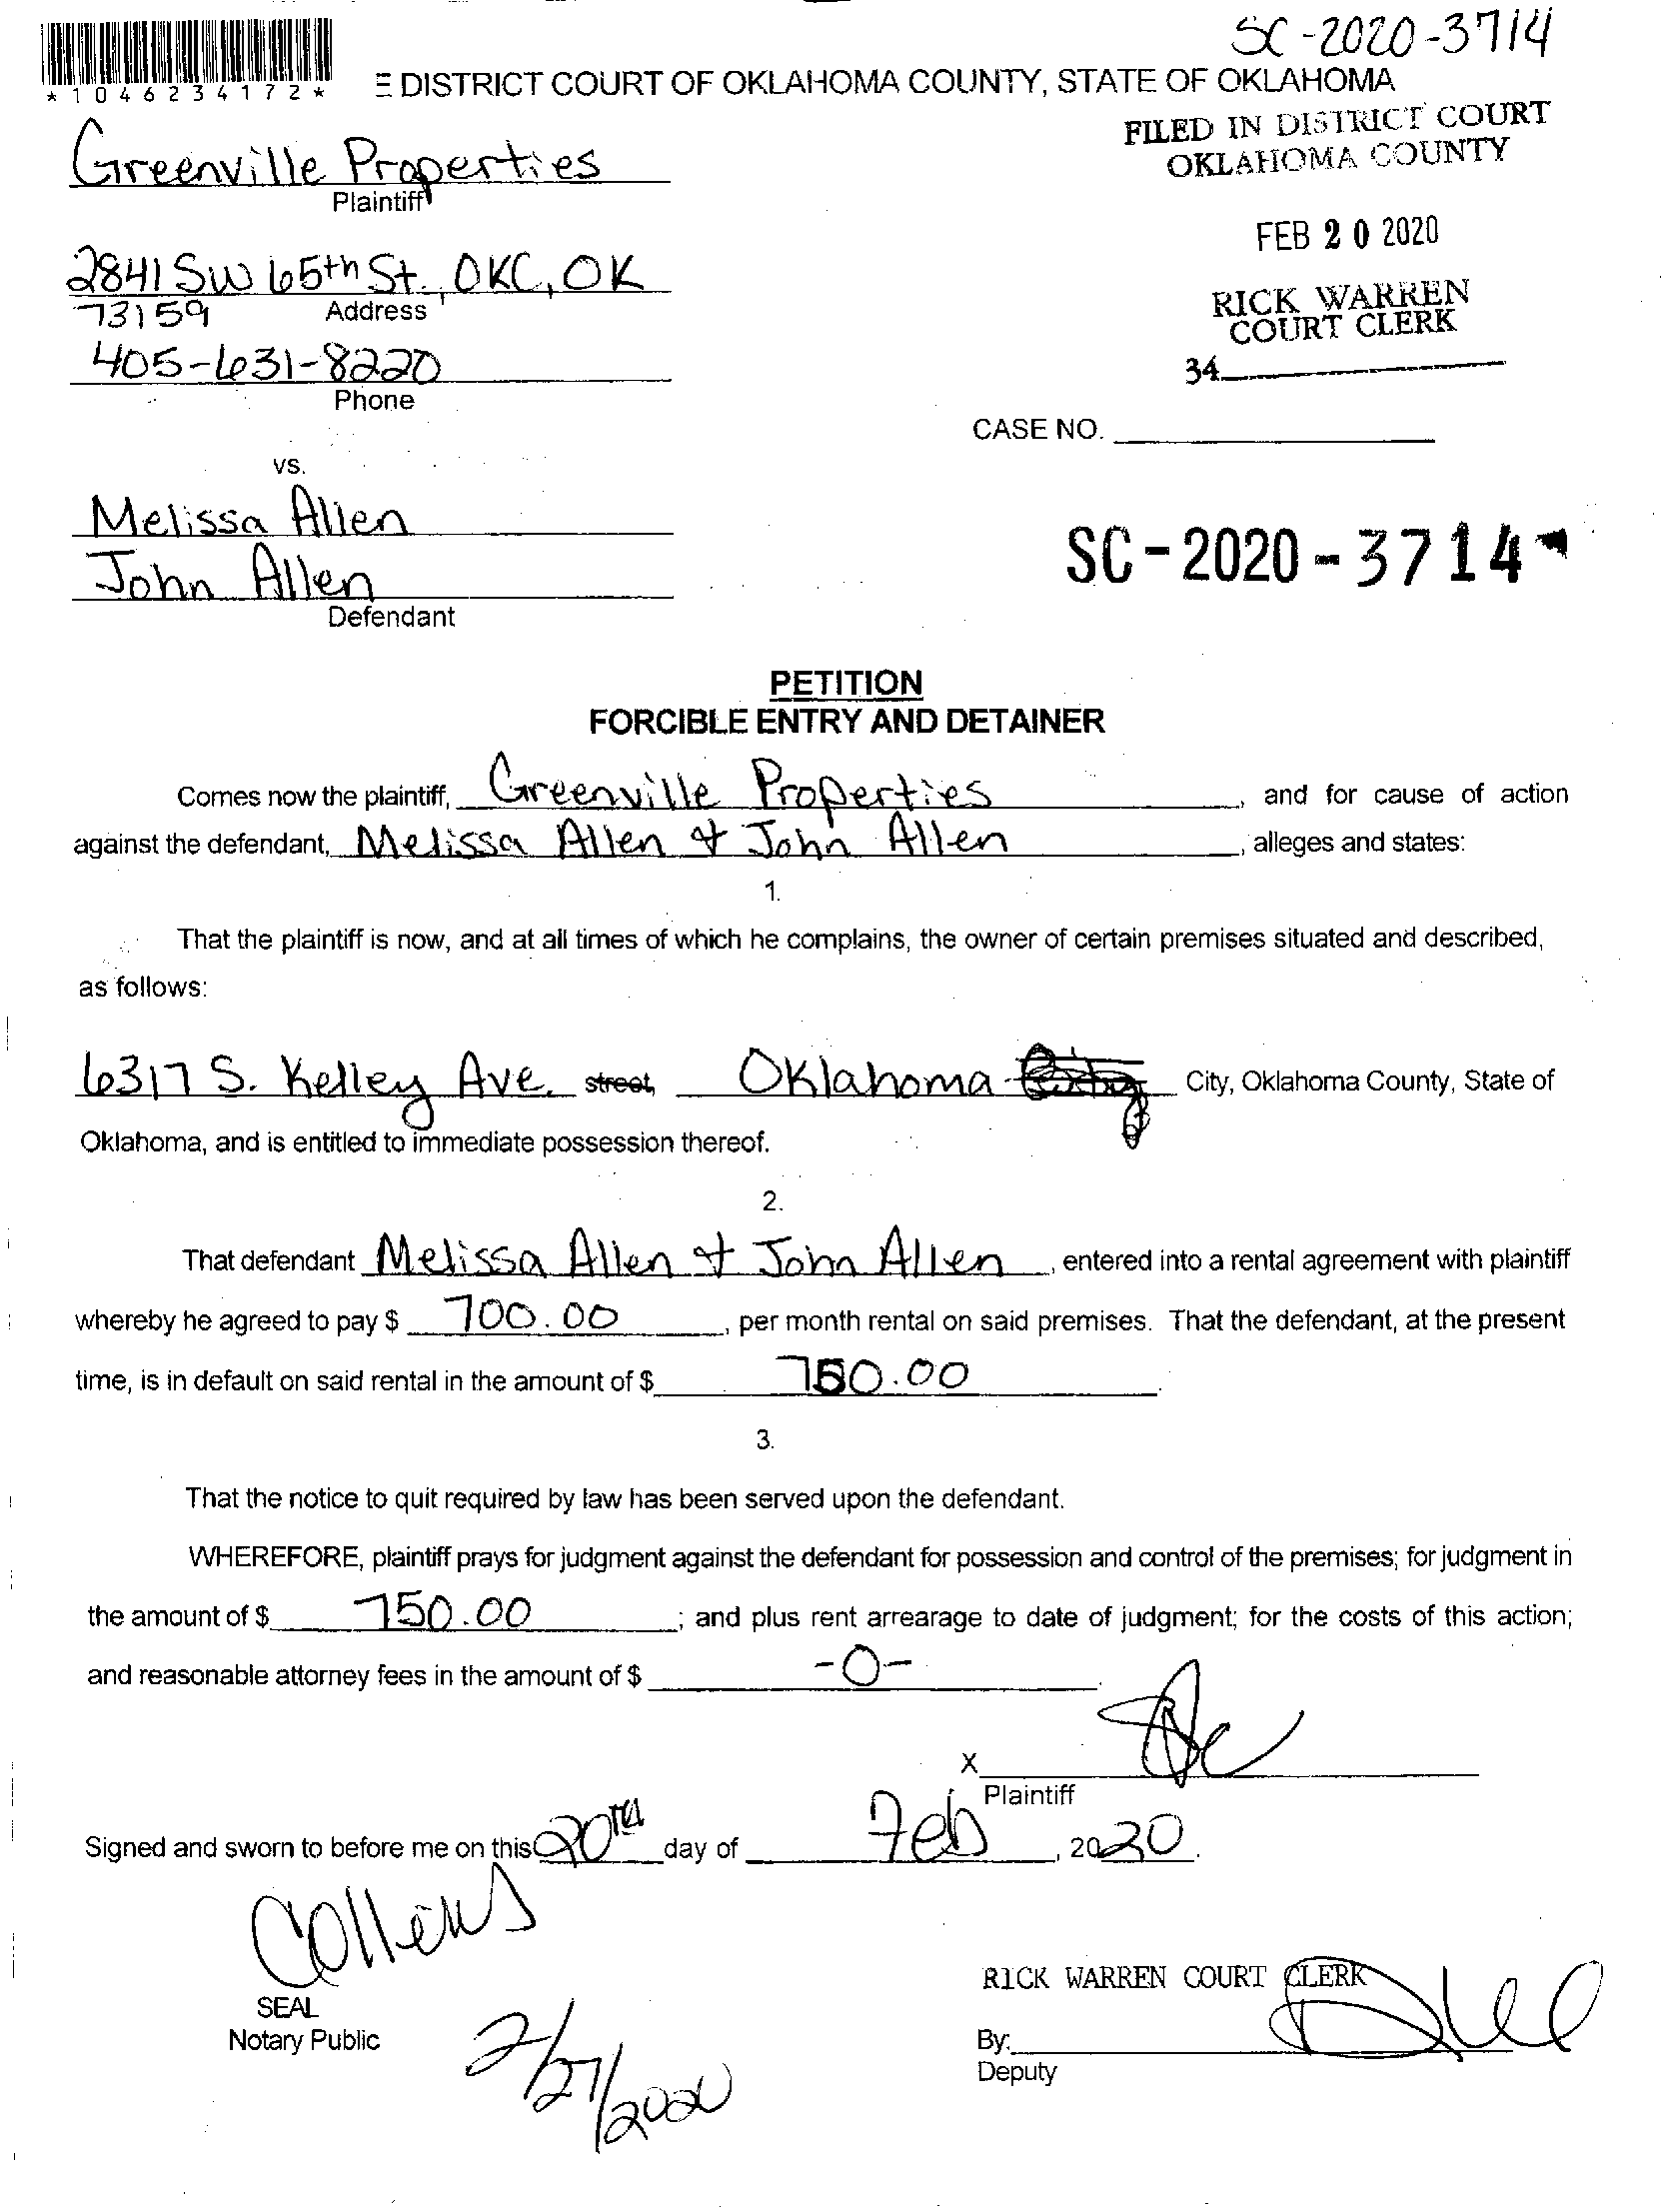 SC-2020-3714
*1046234172*
E DISTRICT COURT OF OKLAHOMA COUNTY, STATE OF OKLAHOMA
FILED IN DISTRICT COURT
OKLAHOMA COUNTY
Greenville Properties
Plaintiff
FEB 20 2020
2841 SW 65th St., OKC, OK
73159 Address
RICK WARREN
COURT CLERK
405-631-8220
34
Phone
CASE NO.
vs.
Melissa Allen
John Allen
SC-2020-3714
Defendant
PETITION
FORCIBLE ENTRY AND DETAINER
Comes now the plaintiff, Greenville Properties, and for cause of action
against the defendant, Melissa Allen & John Allen, alleges and states:
1.
That the plaintiff is now, and at all times of which he complains, the owner of certain premises situated and described,
as follows:
6317 S. Kelley Ave. street, Oklahoma City, Oklahoma County, State of
Oklahoma, and is entitled to immediate possession thereof.
2.
That defendant Melissa Allen & John Allen, entered into a rental agreement with plaintiff
whereby he agreed to pay $ 700.00, per month rental on said premises. That the defendant, at the present
time, is in default on said rental in the amount of $ 750.00.
3.
That the notice to quit required by law has been served upon the defendant.
WHEREFORE, plaintiff prays for judgment against the defendant for possession and control of the premises; for judgment in
the amount of $ 750.00; and plus rent arrearage to date of judgment; for the costs of this action;
and reasonable attorney fees in the amount of $ -0-.
X
Plaintiff
Signed and sworn to before me on this 20TH day of Feb, 2020.
Collens
RICK WARREN COURT CLERK
SEAL
Notary Public
By:
Deputy
2/27/2020